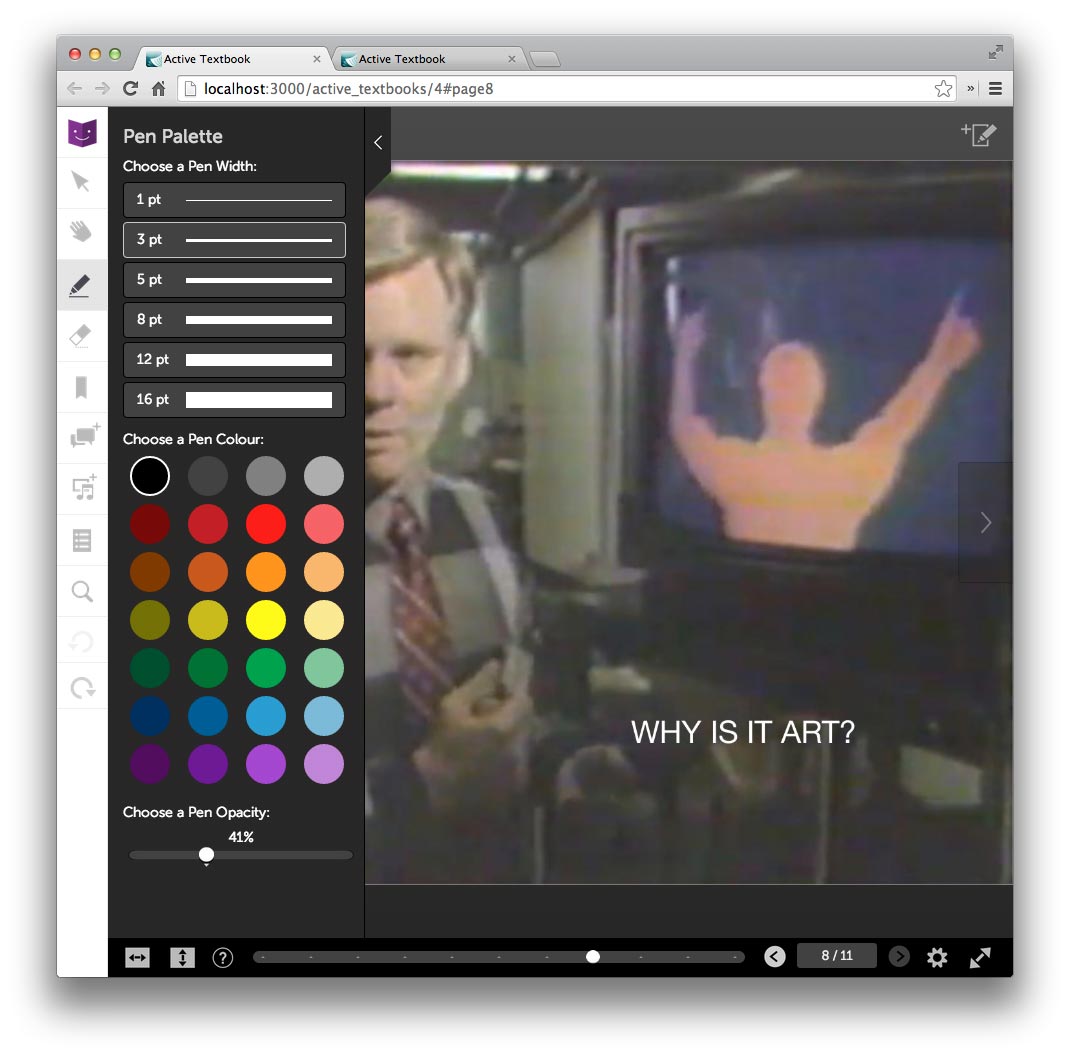 Active Textbook
Active Textbook
localhost:3000/active_textbooks/4#page8
Pen Palette
Choose a Pen Width:
1 pt
3 pt
5 pt
8 pt
12 pt
16 pt
Choose a Pen Colour:
Choose a Pen Opacity:
41%
WHY IS IT ART?
?
8 / 11